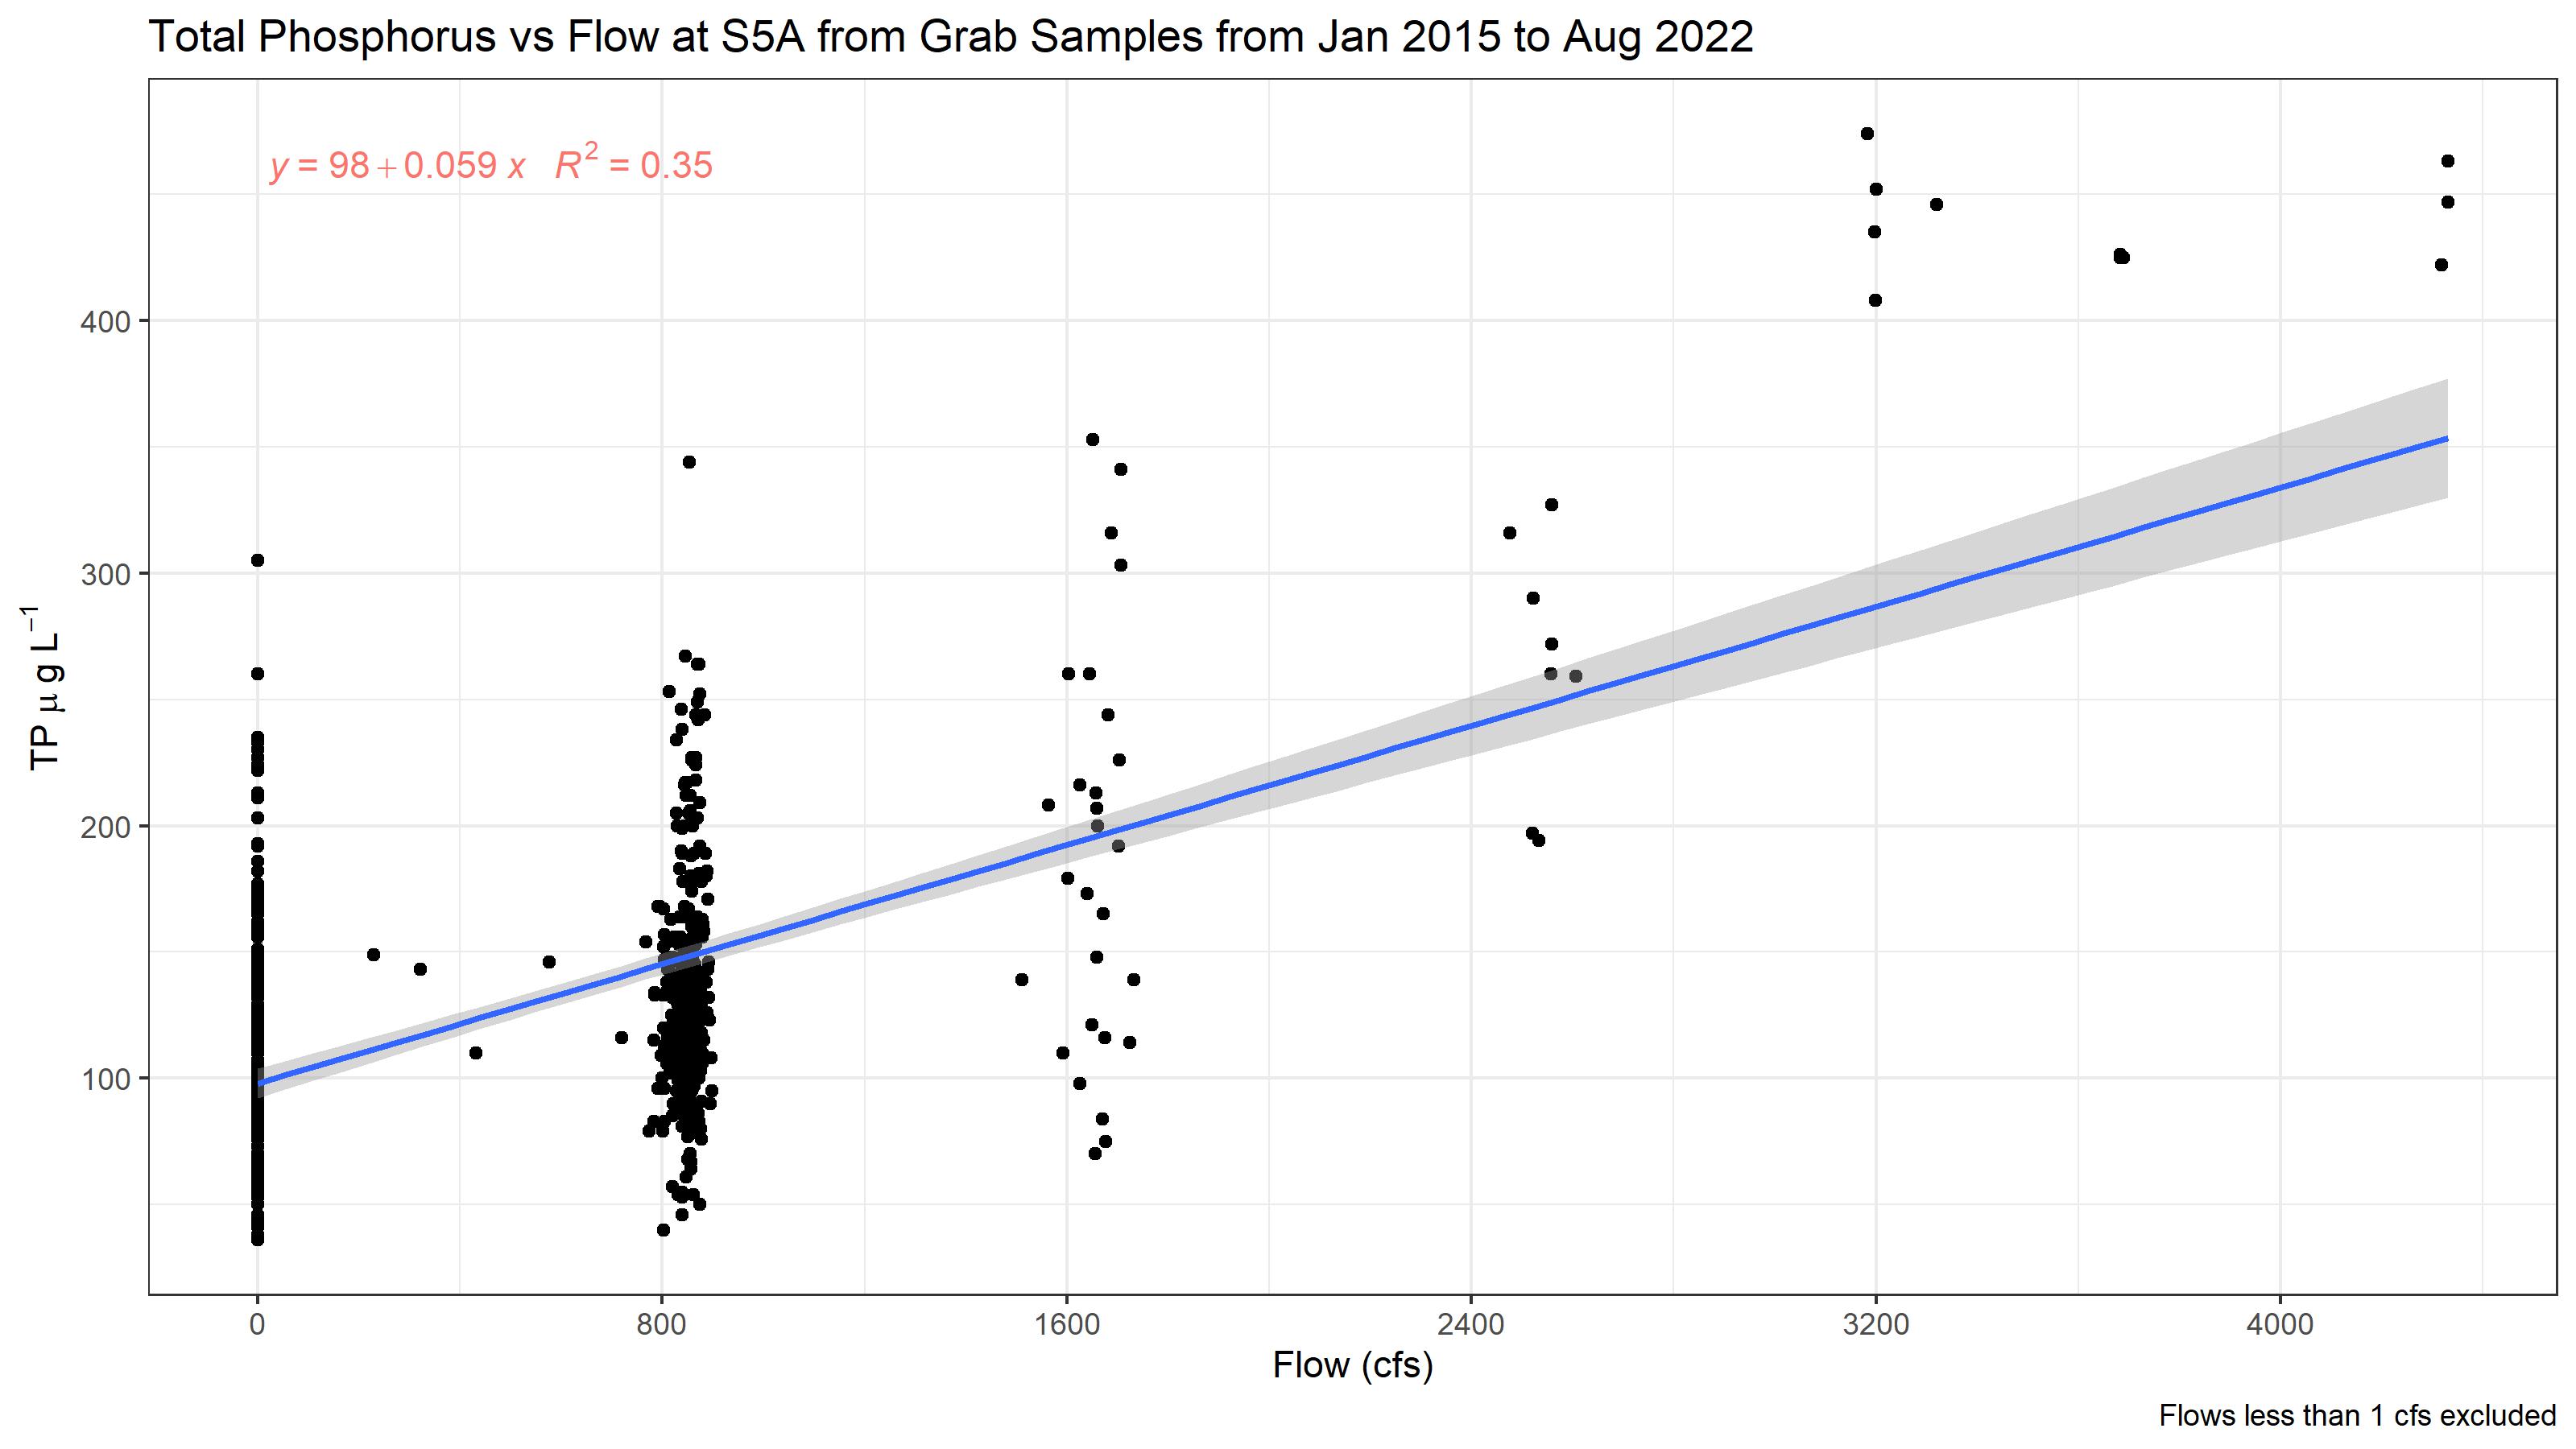 Total Phosphorus vs Flow at S5A from Grab Samples from Jan 2015 to Aug 2022
y = 98 + 0.059 x R² = 0.35
400
300
200
100
TP μ g L⁻¹
0 800 1600 2400 3200 4000
Flow (cfs)
Flows less than 1 cfs excluded